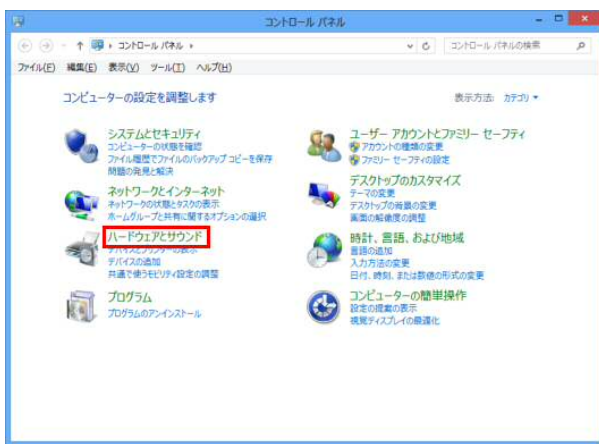 コントロール パネル
コントロール パネル
コントロール パネルの検索
ファイル(F) 編集(E) 表示(V) ツール(T) ヘルプ(H)
コンピューターの設定を調整します
表示方法: カテゴリ
システムとセキュリティ
コンピューターの状態を確認
ファイル履歴でファイルのバックアップ コピーを保存
問題の発見と解決
ネットワークとインターネット
ネットワークの状態とタスクの表示
ホームグループと共有に関するオプションの選択
ハードウェアとサウンド
デバイスとプリンターの表示
デバイスの追加
共通で使うモビリティ設定の調整
プログラム
プログラムのアンインストール
ユーザー アカウントとファミリー セーフティ
アカウントの種類の変更
ファミリー セーフティの設定
デスクトップのカスタマイズ
テーマの変更
デスクトップの背景の変更
画面の解像度の調整
時計、言語、および地域
言語の追加
入力方法の変更
日付、時刻、または数値の形式の変更
コンピューターの簡単操作
設定の提案の表示
視覚ディスプレイの最適化